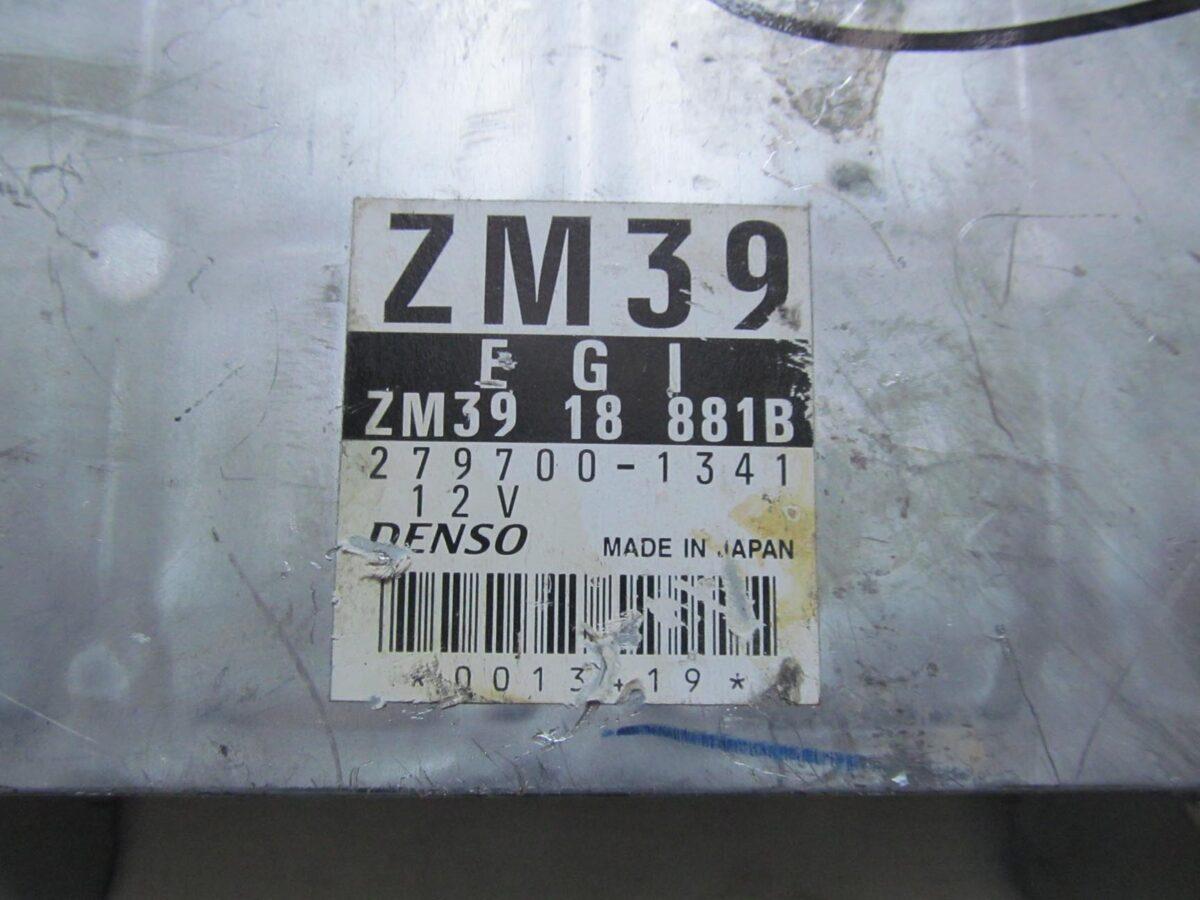 ZM39
EGI
ZM39 18 881B
279700-1341
12V
DENSO
MADE IN JAPAN